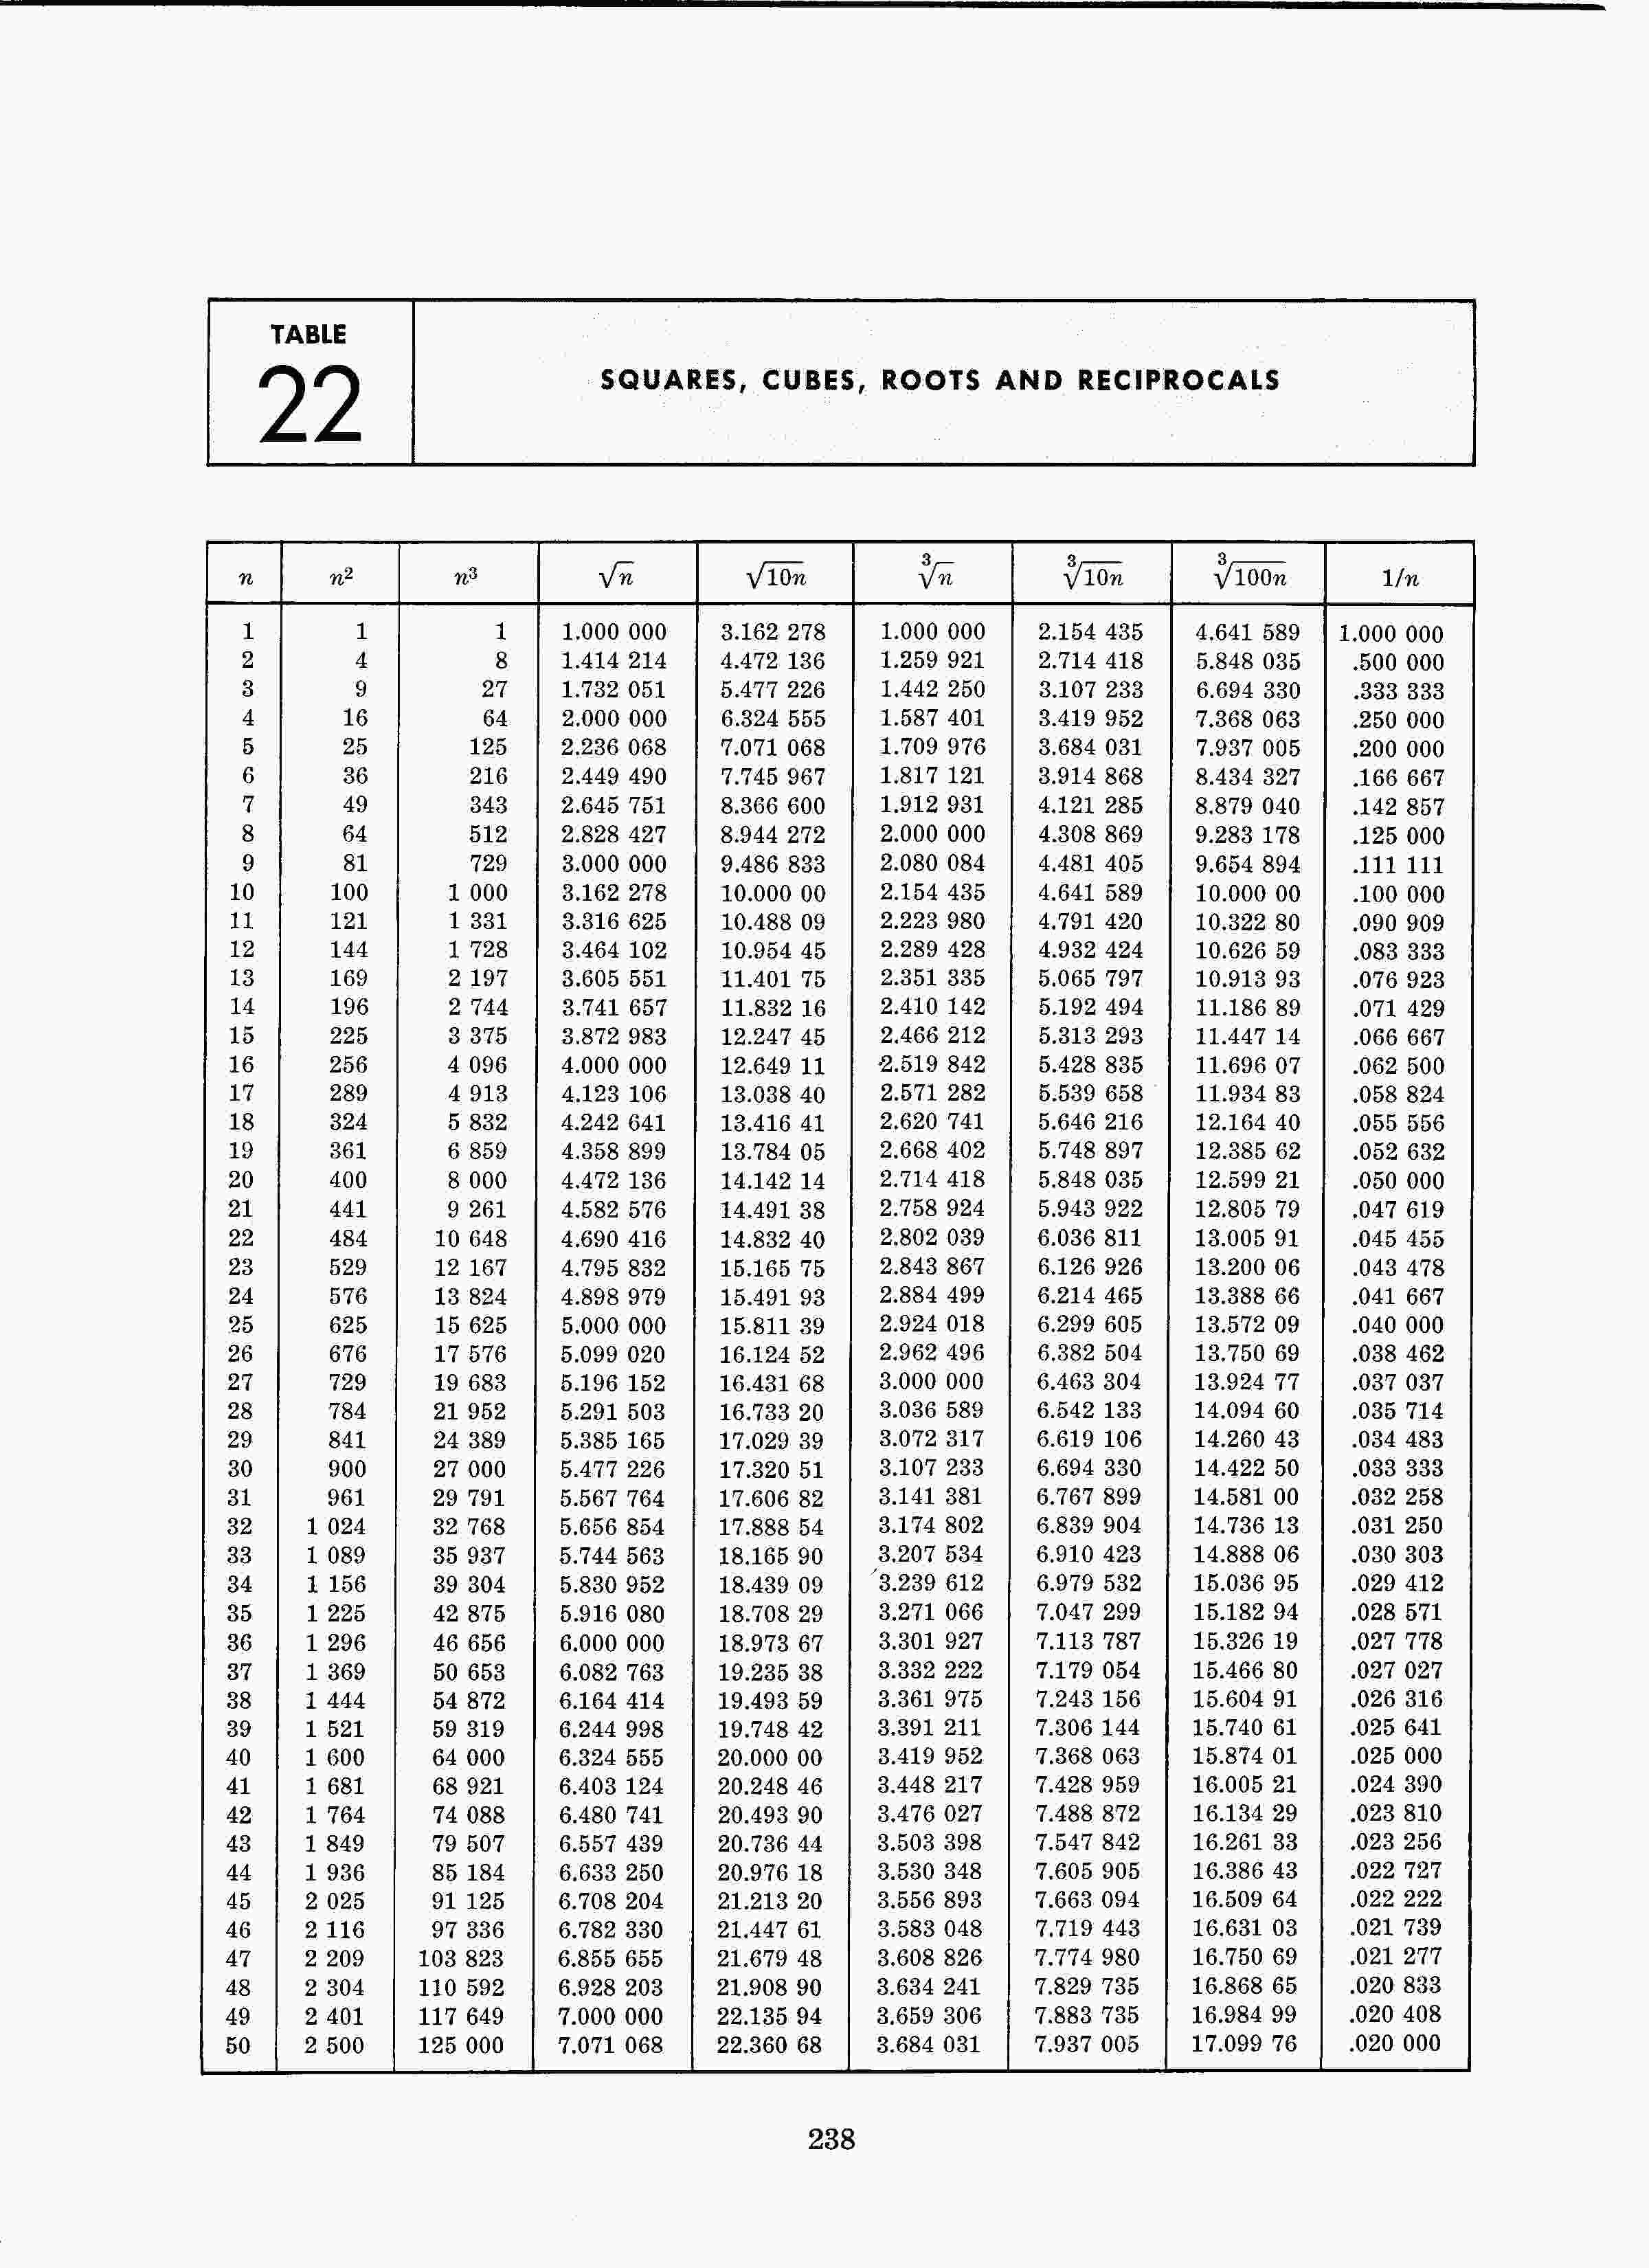 TABLE
22
SQUARES, CUBES, ROOTS AND RECIPROCALS
n n² n³ √n √10n ∛n ∛10n ∛100n 1/n
1 1 1 1.000 000 3.162 278 1.000 000 2.154 435 4.641 589 1.000 000
2 4 8 1.414 214 4.472 136 1.259 921 2.714 418 5.848 035 .500 000
3 9 27 1.732 051 5.477 226 1.442 250 3.107 233 6.694 330 .333 333
4 16 64 2.000 000 6.324 555 1.587 401 3.419 952 7.368 063 .250 000
5 25 125 2.236 068 7.071 068 1.709 976 3.684 031 7.937 005 .200 000
6 36 216 2.449 490 7.745 967 1.817 121 3.914 868 8.434 327 .166 667
7 49 343 2.645 751 8.366 600 1.912 931 4.121 285 8.879 040 .142 857
8 64 512 2.828 427 8.944 272 2.000 000 4.308 869 9.283 178 .125 000
9 81 729 3.000 000 9.486 833 2.080 084 4.481 405 9.654 894 .111 111
10 100 1 000 3.162 278 10.000 00 2.154 435 4.641 589 10.000 00 .100 000
11 121 1 331 3.316 625 10.488 09 2.223 980 4.791 420 10.322 80 .090 909
12 144 1 728 3.464 102 10.954 45 2.289 428 4.932 424 10.626 59 .083 333
13 169 2 197 3.605 551 11.401 75 2.351 335 5.065 797 10.913 93 .076 923
14 196 2 744 3.741 657 11.832 16 2.410 142 5.192 494 11.186 89 .071 429
15 225 3 375 3.872 983 12.247 45 2.466 212 5.313 293 11.447 14 .066 667
16 256 4 096 4.000 000 12.649 11 2.519 842 5.428 835 11.696 07 .062 500
17 289 4 913 4.123 106 13.038 40 2.571 282 5.539 658 11.934 83 .058 824
18 324 5 832 4.242 641 13.416 41 2.620 741 5.646 216 12.164 40 .055 556
19 361 6 859 4.358 899 13.784 05 2.668 402 5.748 897 12.385 62 .052 632
20 400 8 000 4.472 136 14.142 14 2.714 418 5.848 035 12.599 21 .050 000
21 441 9 261 4.582 576 14.491 38 2.758 924 5.943 922 12.805 79 .047 619
22 484 10 648 4.690 416 14.832 40 2.802 039 6.036 811 13.005 91 .045 455
23 529 12 167 4.795 832 15.165 75 2.843 867 6.126 926 13.200 06 .043 478
24 576 13 824 4.898 979 15.491 93 2.884 499 6.214 465 13.388 66 .041 667
25 625 15 625 5.000 000 15.811 39 2.924 018 6.299 605 13.572 09 .040 000
26 676 17 576 5.099 020 16.124 52 2.962 496 6.382 504 13.750 69 .038 462
27 729 19 683 5.196 152 16.431 68 3.000 000 6.463 304 13.924 77 .037 037
28 784 21 952 5.291 503 16.733 20 3.036 589 6.542 133 14.094 60 .035 714
29 841 24 389 5.385 165 17.029 39 3.072 317 6.619 106 14.260 43 .034 483
30 900 27 000 5.477 226 17.320 51 3.107 233 6.694 330 14.422 50 .033 333
31 961 29 791 5.567 764 17.606 82 3.141 381 6.767 899 14.581 00 .032 258
32 1 024 32 768 5.656 854 17.888 54 3.174 802 6.839 904 14.736 13 .031 250
33 1 089 35 937 5.744 563 18.165 90 3.207 534 6.910 423 14.888 06 .030 303
34 1 156 39 304 5.830 952 18.439 09 3.239 612 6.979 532 15.036 95 .029 412
35 1 225 42 875 5.916 080 18.708 29 3.271 066 7.047 299 15.182 94 .028 571
36 1 296 46 656 6.000 000 18.973 67 3.301 927 7.113 787 15.326 19 .027 778
37 1 369 50 653 6.082 763 19.235 38 3.332 222 7.179 054 15.466 80 .027 027
38 1 444 54 872 6.164 414 19.493 59 3.361 975 7.243 156 15.604 91 .026 316
39 1 521 59 319 6.244 998 19.748 42 3.391 211 7.306 144 15.740 61 .025 641
40 1 600 64 000 6.324 555 20.000 00 3.419 952 7.368 063 15.874 01 .025 000
41 1 681 68 921 6.403 124 20.248 46 3.448 217 7.428 959 16.005 21 .024 390
42 1 764 74 088 6.480 741 20.493 90 3.476 027 7.488 872 16.134 29 .023 810
43 1 849 79 507 6.557 439 20.736 44 3.503 398 7.547 842 16.261 33 .023 256
44 1 936 85 184 6.633 250 20.976 18 3.530 348 7.605 905 16.386 43 .022 727
45 2 025 91 125 6.708 204 21.213 20 3.556 893 7.663 094 16.509 64 .022 222
46 2 116 97 336 6.782 330 21.447 61 3.583 048 7.719 443 16.631 03 .021 739
47 2 209 103 823 6.855 655 21.679 48 3.608 826 7.774 980 16.750 69 .021 277
48 2 304 110 592 6.928 203 21.908 90 3.634 241 7.829 735 16.868 65 .020 833
49 2 401 117 649 7.000 000 22.135 94 3.659 306 7.883 735 16.984 99 .020 408
50 2 500 125 000 7.071 068 22.360 68 3.684 031 7.937 005 17.099 76 .020 000
238